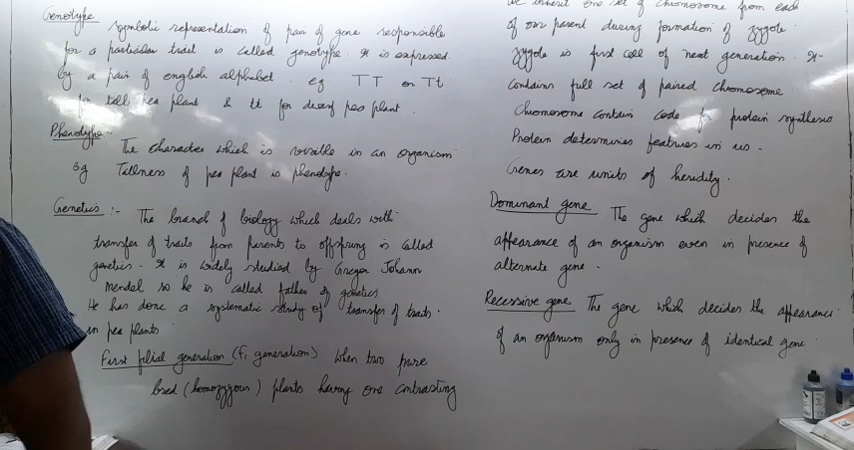 Genotype
Symbolic representation of pair of gene responsible
for a particular trait is called genotype. It is expressed
by a pair of english alphabet. eg TT or Tt
for tall pea plant & tt for dwarf pea plant.
Phenotype
The character which is visible in an organism
eg Tallness of pea plant is phenotype.
Genetics :- The branch of biology which deals with
transfer of traits from parents to offspring is called
genetics. It is widely studied by Gregor Johann
Mendel so he is called father of genetics
He has done a systematic study of transfer of traits.
in pea plants
First filial generation (F1 generation) When two pure
bred (homozygous) plants having one contrasting
we inherit one set of chromosome from each
of our parent during formation of zygote.
Zygote is first cell of next generation. It
contains full set of paired chromosome.
Chromosome contain code for protein synthesis
Protein determines features in us.
Genes are units of heridity.
Dominant gene The gene which decides the
appearance of an organism even in presence of
alternate gene.
Recessive gene The gene which decides the appearance
of an organism only in presence of identical gene.